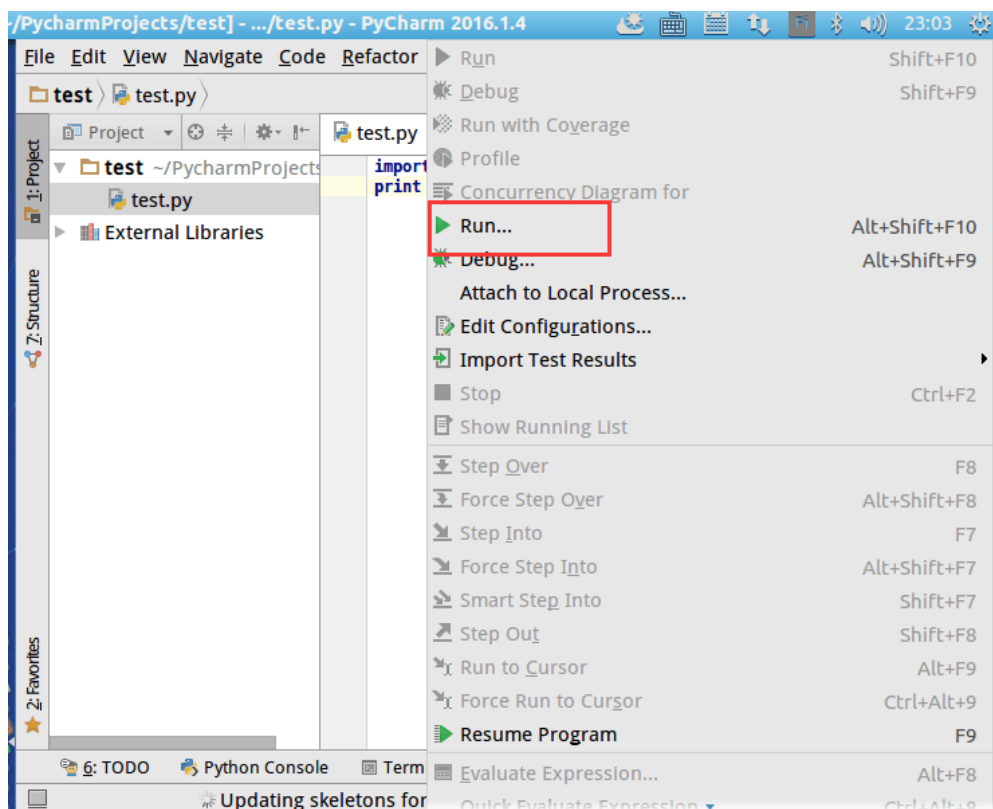 /PycharmProjects/test] - .../test.py - PyCharm 2016.1.4 23:03
File Edit View Navigate Code Refactor
test test.py
Project
test.py
import
print
1: Project
test ~/PycharmProjects
test.py
External Libraries
7: Structure
2: Favorites
Run Shift+F10
Debug Shift+F9
Run with Coverage
Profile
Concurrency Diagram for
Run... Alt+Shift+F10
Debug... Alt+Shift+F9
Attach to Local Process...
Edit Configurations...
Import Test Results
Stop Ctrl+F2
Show Running List
Step Over F8
Force Step Over Alt+Shift+F8
Step Into F7
Force Step Into Alt+Shift+F7
Smart Step Into Shift+F7
Step Out Shift+F8
Run to Cursor Alt+F9
Force Run to Cursor Ctrl+Alt+9
Resume Program F9
Evaluate Expression... Alt+F8
Quick Evaluate Expression Ctrl+Alt+8
6: TODO Python Console Term
Updating skeletons for